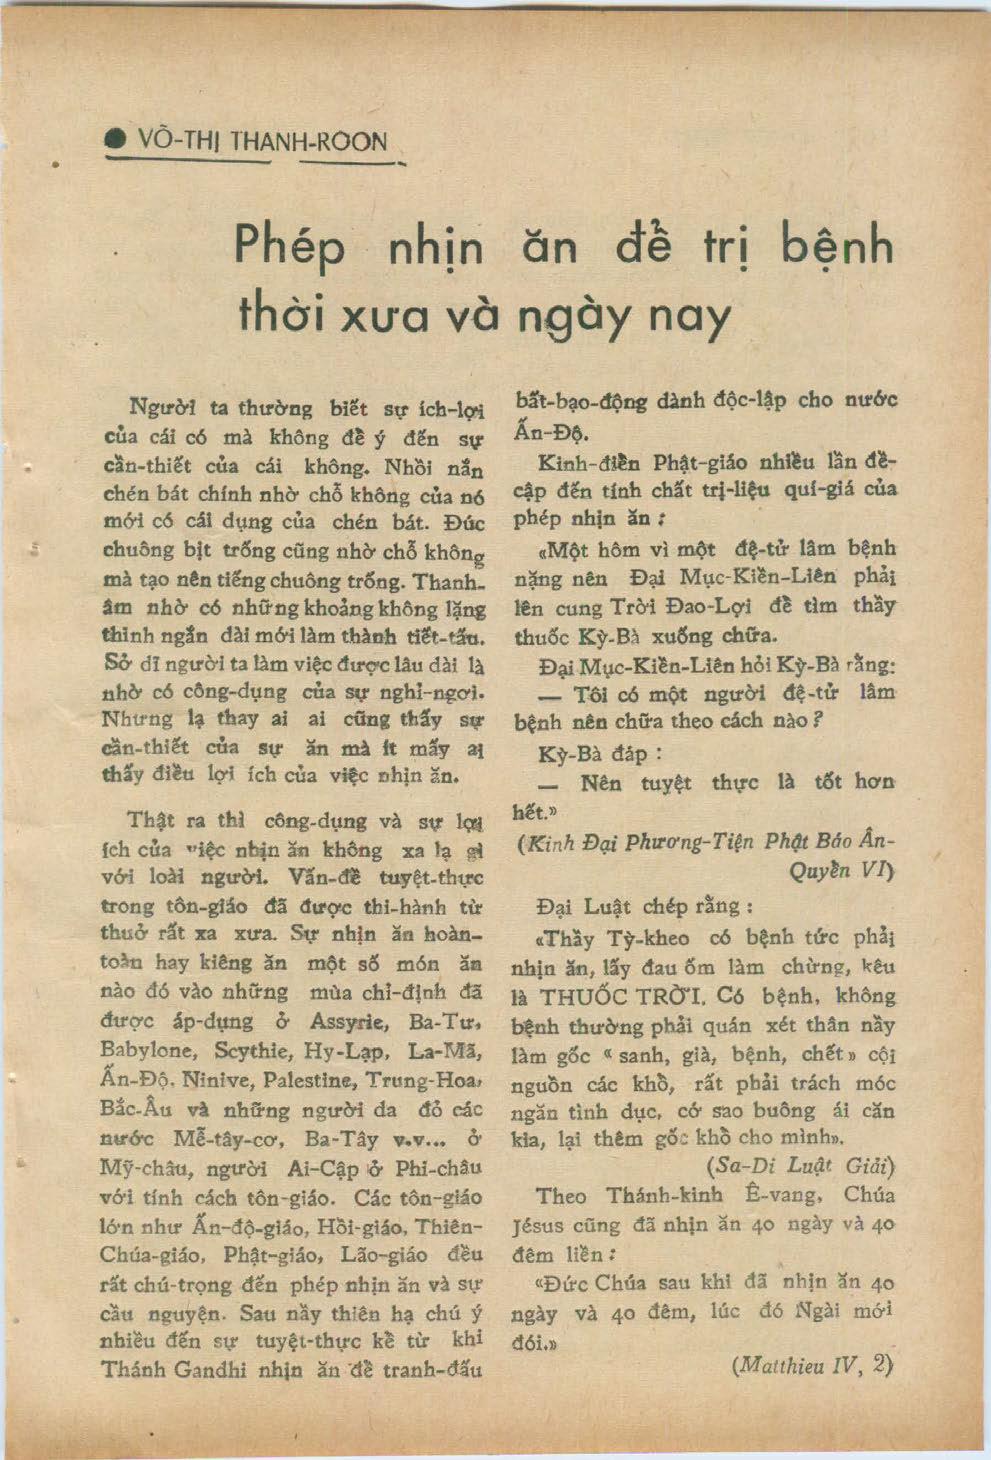 ● VÕ-THỊ THANH-ROON
Phép nhịn ăn để trị bệnh
thời xưa và ngày nay
Người ta thường biết sự ích-lợi
của cái có mà không để ý đến sự
cần-thiết của cái không. Nhồi nắn
chén bát chính nhờ chỗ không của nó
mới có cái dụng của chén bát. Đúc
chuông bịt trống cũng nhờ chỗ không
mà tạo nên tiếng chuông trống. Thanh-
âm nhờ có những khoảng không lặng
thinh ngắn dài mới làm thành tiết-tấu.
Sở dĩ người ta làm việc được lâu dài là
nhờ có công-dụng của sự nghỉ-ngơi.
Nhưng lạ thay ai ai cũng thấy sự
cần-thiết của sự ăn mà ít mấy ai
thấy điều lợi ích của việc nhịn ăn.
Thật ra thì công-dụng và sự lợi
ích của việc nhịn ăn không xa lạ gì
với loài người. Vấn-đề tuyệt-thực
trong tôn-giáo đã được thi-hành từ
thuở rất xa xưa. Sự nhịn ăn hoàn-
toàn hay kiêng ăn một số món ăn
nào đó vào những mùa chỉ-định đã
được áp-dụng ở Assyrie, Ba-Tư,
Babylone, Scythie, Hy-Lạp, La-Mã,
Ấn-Độ, Ninive, Palestine, Trung-Hoa,
Bắc-Âu và những người da đỏ các
nước Mễ-tây-cơ, Ba-Tây v.v... ở
Mỹ-châu, người Ai-Cập ở Phi-châu
với tính cách tôn-giáo. Các tôn-giáo
lớn như Ấn-độ-giáo, Hồi-giáo, Thiên-
Chúa-giáo, Phật-giáo, Lão-giáo đều
rất chú-trọng đến phép nhịn ăn và sự
cầu nguyện. Sau nầy thiên hạ chú ý
nhiều đến sự tuyệt-thực kể từ khi
Thánh Gandhi nhịn ăn để tranh-đấu
bất-bạo-động dành độc-lập cho nước
Ấn-Độ.
Kinh-điển Phật-giáo nhiều lần đề-
cập đến tính chất trị-liệu quí-giá của
phép nhịn ăn :
«Một hôm vì một đệ-tử lâm bệnh
nặng nên Đại Mục-Kiền-Liên phải
lên cung Trời Đao-Lợi để tìm thầy
thuốc Kỳ-Bà xuống chữa.
Đại Mục-Kiền-Liên hỏi Kỳ-Bà rằng:
— Tôi có một người đệ-tử lâm
bệnh nên chữa theo cách nào ?
Kỳ-Bà đáp :
— Nên tuyệt thực là tốt hơn
hết.»
(Kinh Đại Phương-Tiện Phật Báo Ân-
Quyển VI)
Đại Luật chép rằng :
«Thầy Tỳ-kheo có bệnh tức phải
nhịn ăn, lấy đau ốm làm chừng, kêu
là THUỐC TRỜI. Có bệnh, không
bệnh thường phải quán xét thân nầy
làm gốc « sanh, già, bệnh, chết» cội
nguồn các khổ, rất phải trách móc
ngăn tình dục, cớ sao buông ái căn
kia, lại thêm gốc khổ cho mình».
(Sa-Di Luật Giải)
Theo Thánh-kinh Ê-vang, Chúa
Jésus cũng đã nhịn ăn 40 ngày và 40
đêm liền :
«Đức Chúa sau khi đã nhịn ăn 40
ngày và 40 đêm, lúc đó Ngài mới
đói.»
(Matthieu IV, 2)